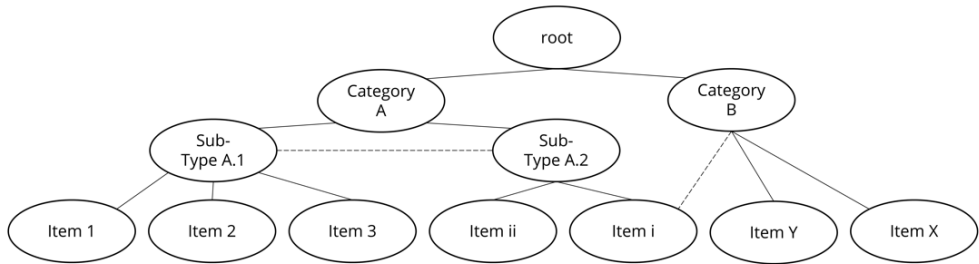 root
Category
A
Category
B
Sub-
Type A.1
Sub-
Type A.2
Item 1
Item 2
Item 3
Item ii
Item i
Item Y
Item X